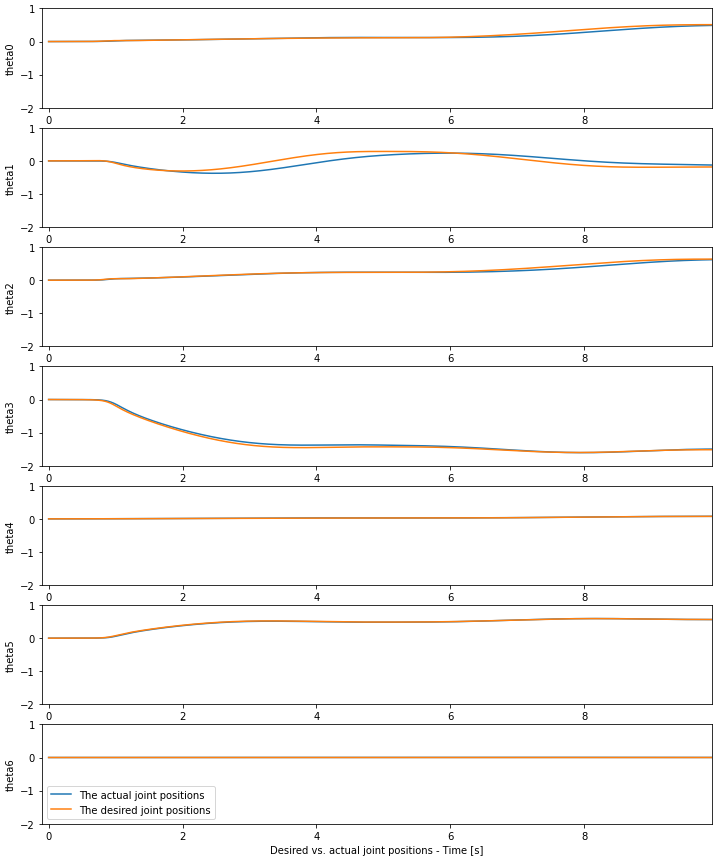 1
0
−1
−2
theta0
0 2 4 6 8
1
0
−1
−2
theta1
0 2 4 6 8
1
0
−1
−2
theta2
0 2 4 6 8
1
0
−1
−2
theta3
0 2 4 6 8
1
0
−1
−2
theta4
0 2 4 6 8
1
0
−1
−2
theta5
0 2 4 6 8
1
0
−1
−2
theta6
The actual joint positions
The desired joint positions
0 2 4 6 8
Desired vs. actual joint positions - Time [s]